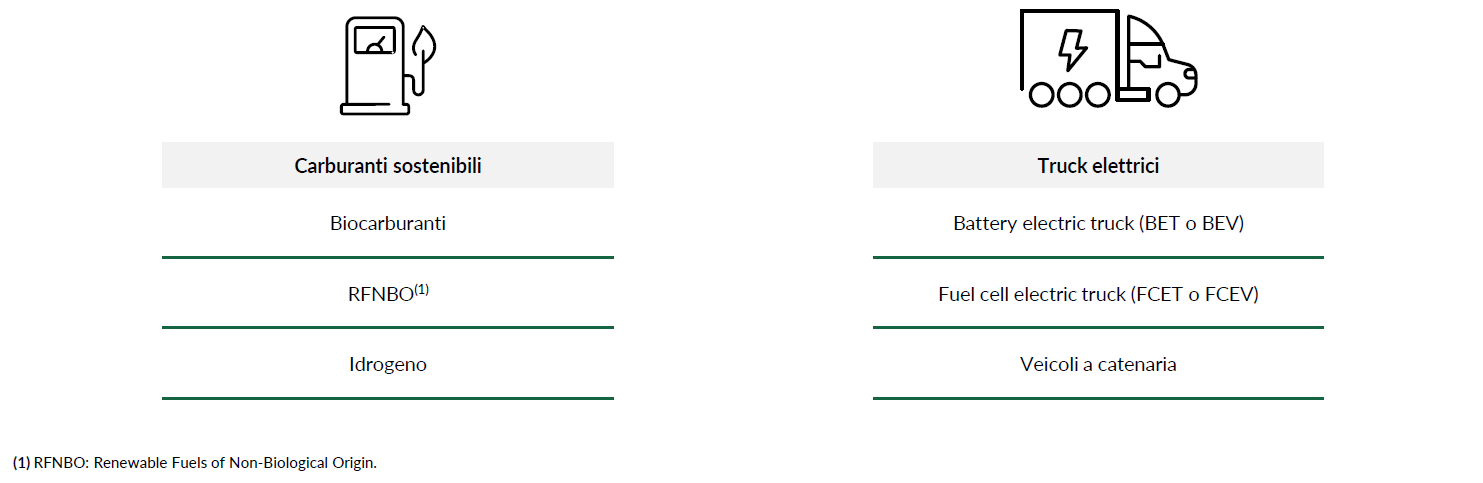 Carburanti sostenibili
Biocarburanti
RFNBO(1)
Idrogeno
Truck elettrici
Battery electric truck (BET o BEV)
Fuel cell electric truck (FCET o FCEV)
Veicoli a catenaria
(1) RFNBO: Renewable Fuels of Non-Biological Origin.